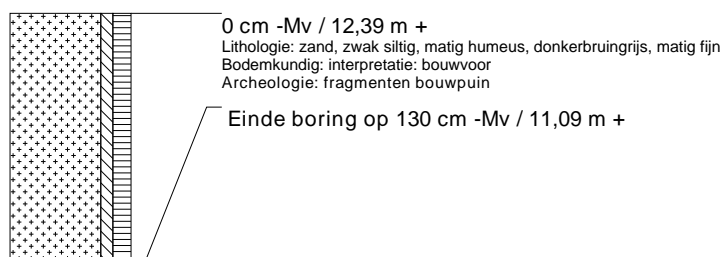 0 cm -Mv / 12,39 m +
Lithologie: zand, zwak siltig, matig humeus, donkerbruingrijs, matig fijn
Bodemkundig: interpretatie: bouwvoor
Archeologie: fragmenten bouwpuin
Einde boring op 130 cm -Mv / 11,09 m +